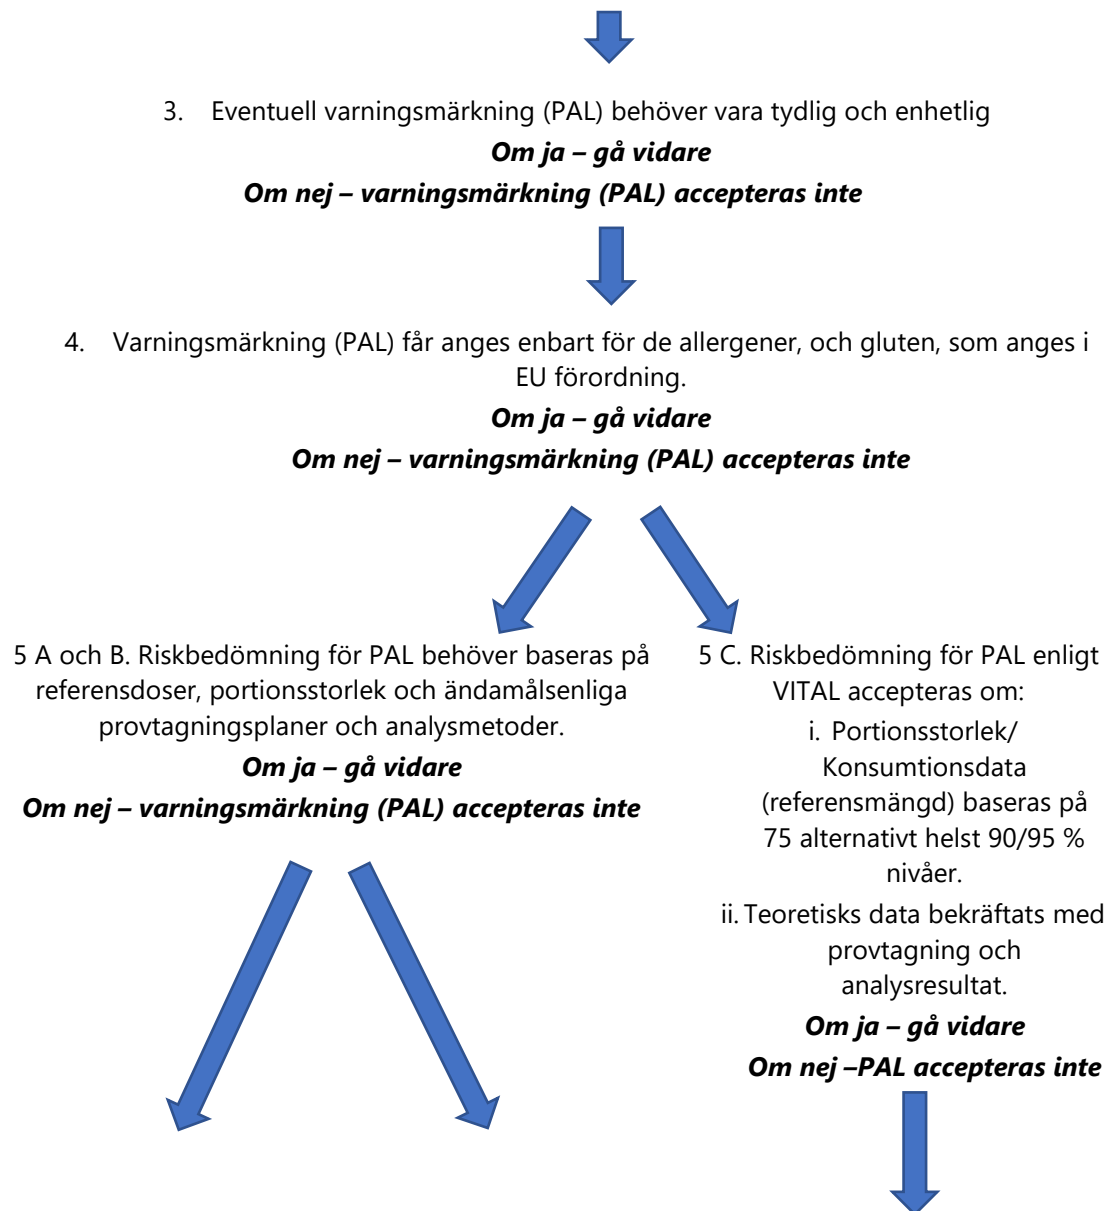 3. Eventuell varningsmärkning (PAL) behöver vara tydlig och enhetlig
Om ja – gå vidare
Om nej – varningsmärkning (PAL) accepteras inte
4. Varningsmärkning (PAL) får anges enbart för de allergener, och gluten, som anges i
EU förordning.
Om ja – gå vidare
Om nej – varningsmärkning (PAL) accepteras inte
5 A och B. Riskbedömning för PAL behöver baseras på
referensdoser, portionsstorlek och ändamålsenliga
provtagningsplaner och analysmetoder.
Om ja – gå vidare
Om nej – varningsmärkning (PAL) accepteras inte
5 C. Riskbedömning för PAL enligt
VITAL accepteras om:
i. Portionsstorlek/
Konsumtionsdata
(referensmängd) baseras på
75 alternativt helst 90/95 %
nivåer.
ii. Teoretisks data bekräftats med
provtagning och
analysresultat.
Om ja – gå vidare
Om nej –PAL accepteras inte